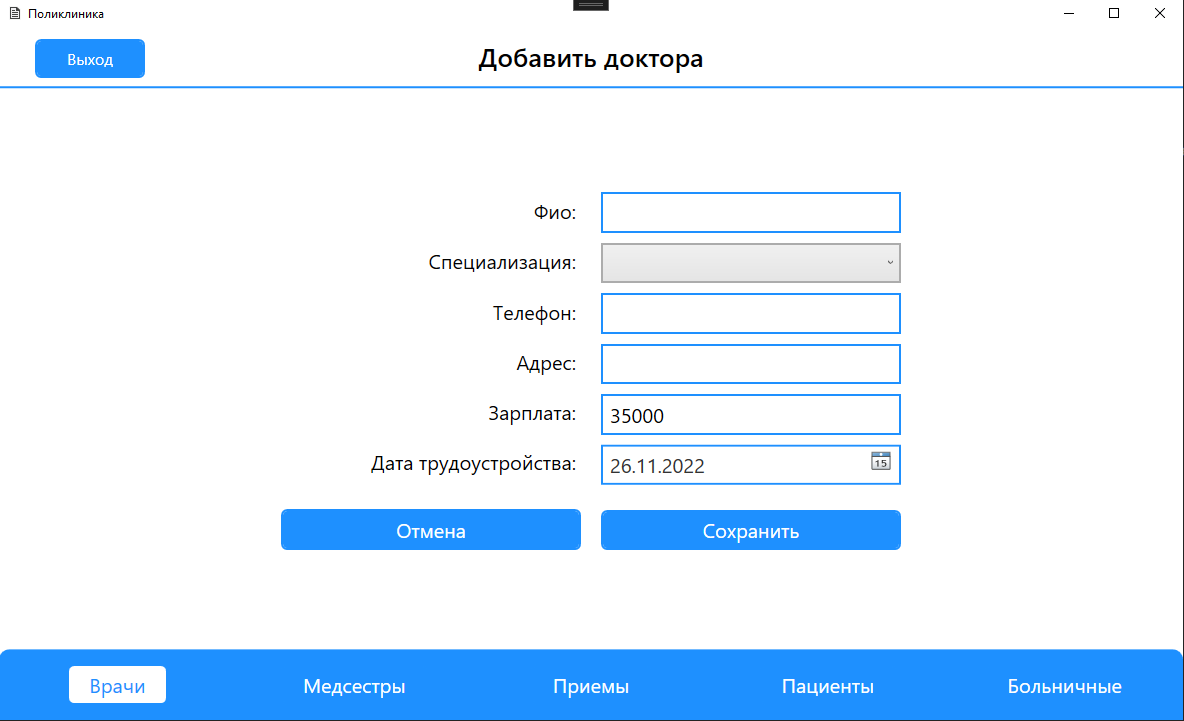 Поликлиника
Выход
Добавить доктора
Фио:
Специализация:
Телефон:
Адрес:
Зарплата: 35000
Дата трудоустройства: 26.11.2022 15
Отмена Сохранить
Врачи Медсестры Приемы Пациенты Больничные